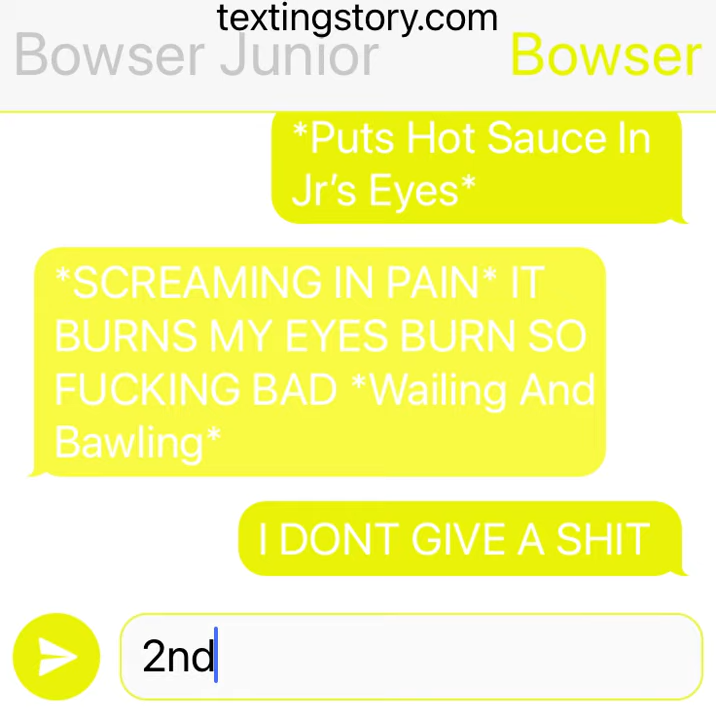 textingstory.com
Bowser Junior Bowser
*Puts Hot Sauce In
Jr’s Eyes*
*SCREAMING IN PAIN* IT
BURNS MY EYES BURN SO
FUCKING BAD *Wailing And
Bawling*
I DONT GIVE A SHIT
2nd